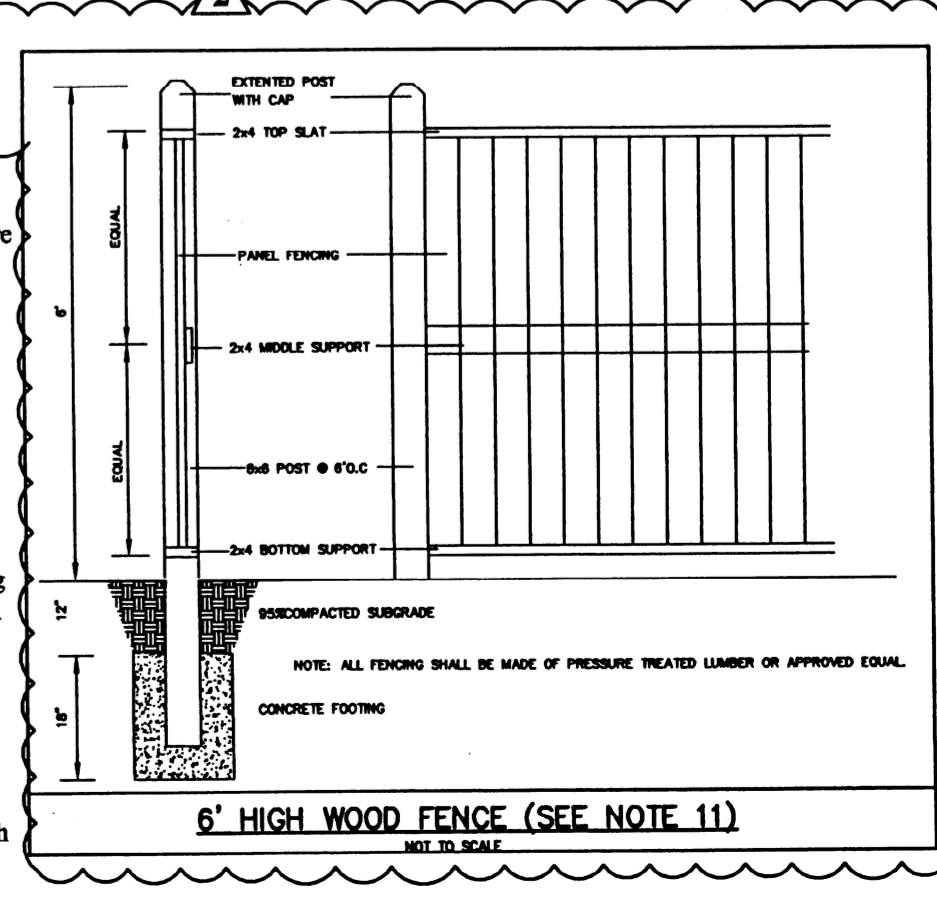 2
EXTENTED POST
WITH CAP
2x4 TOP SLAT
EQUAL
PANEL FENCING
6'
2x4 MIDDLE SUPPORT
EQUAL
6x6 POST @ 6'O.C
2x4 BOTTOM SUPPORT
12"
95%COMPACTED SUBGRADE
NOTE: ALL FENCING SHALL BE MADE OF PRESSURE TREATED LUMBER OR APPROVED EQUAL.
18"
CONCRETE FOOTING
6' HIGH WOOD FENCE (SEE NOTE 11)
NOT TO SCALE